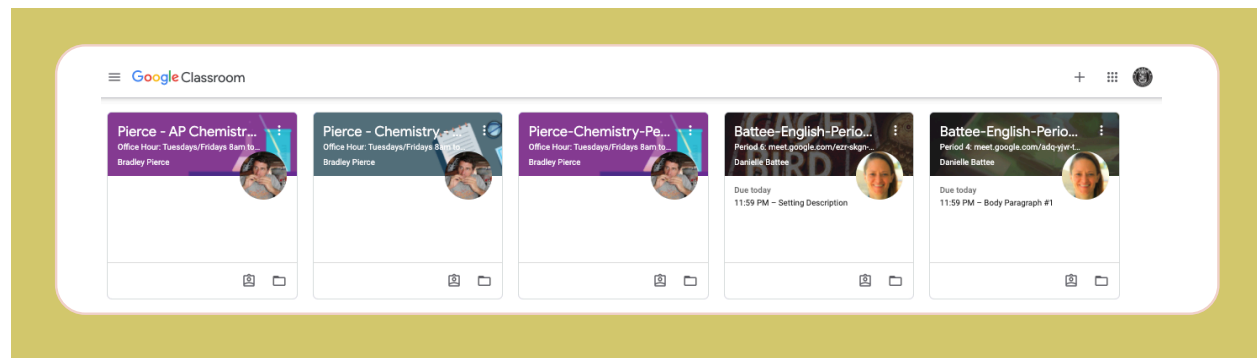 Google Classroom
Pierce - AP Chemistr...
Office Hour: Tuesdays/Fridays 8am to...
Bradley Pierce
Pierce - Chemistry - ...
Office Hour: Tuesdays/Fridays 8am to...
Bradley Pierce
Pierce-Chemistry-Pe...
Office Hour: Tuesdays/Fridays 8am to...
Bradley Pierce
Battee-English-Perio...
Period 6: meet.google.com/ezr-skgn-...
Danielle Battee
Due today
11:59 PM – Setting Description
Battee-English-Perio...
Period 4: meet.google.com/adq-yjvr-t...
Danielle Battee
Due today
11:59 PM – Body Paragraph #1
CAGED
BIRD